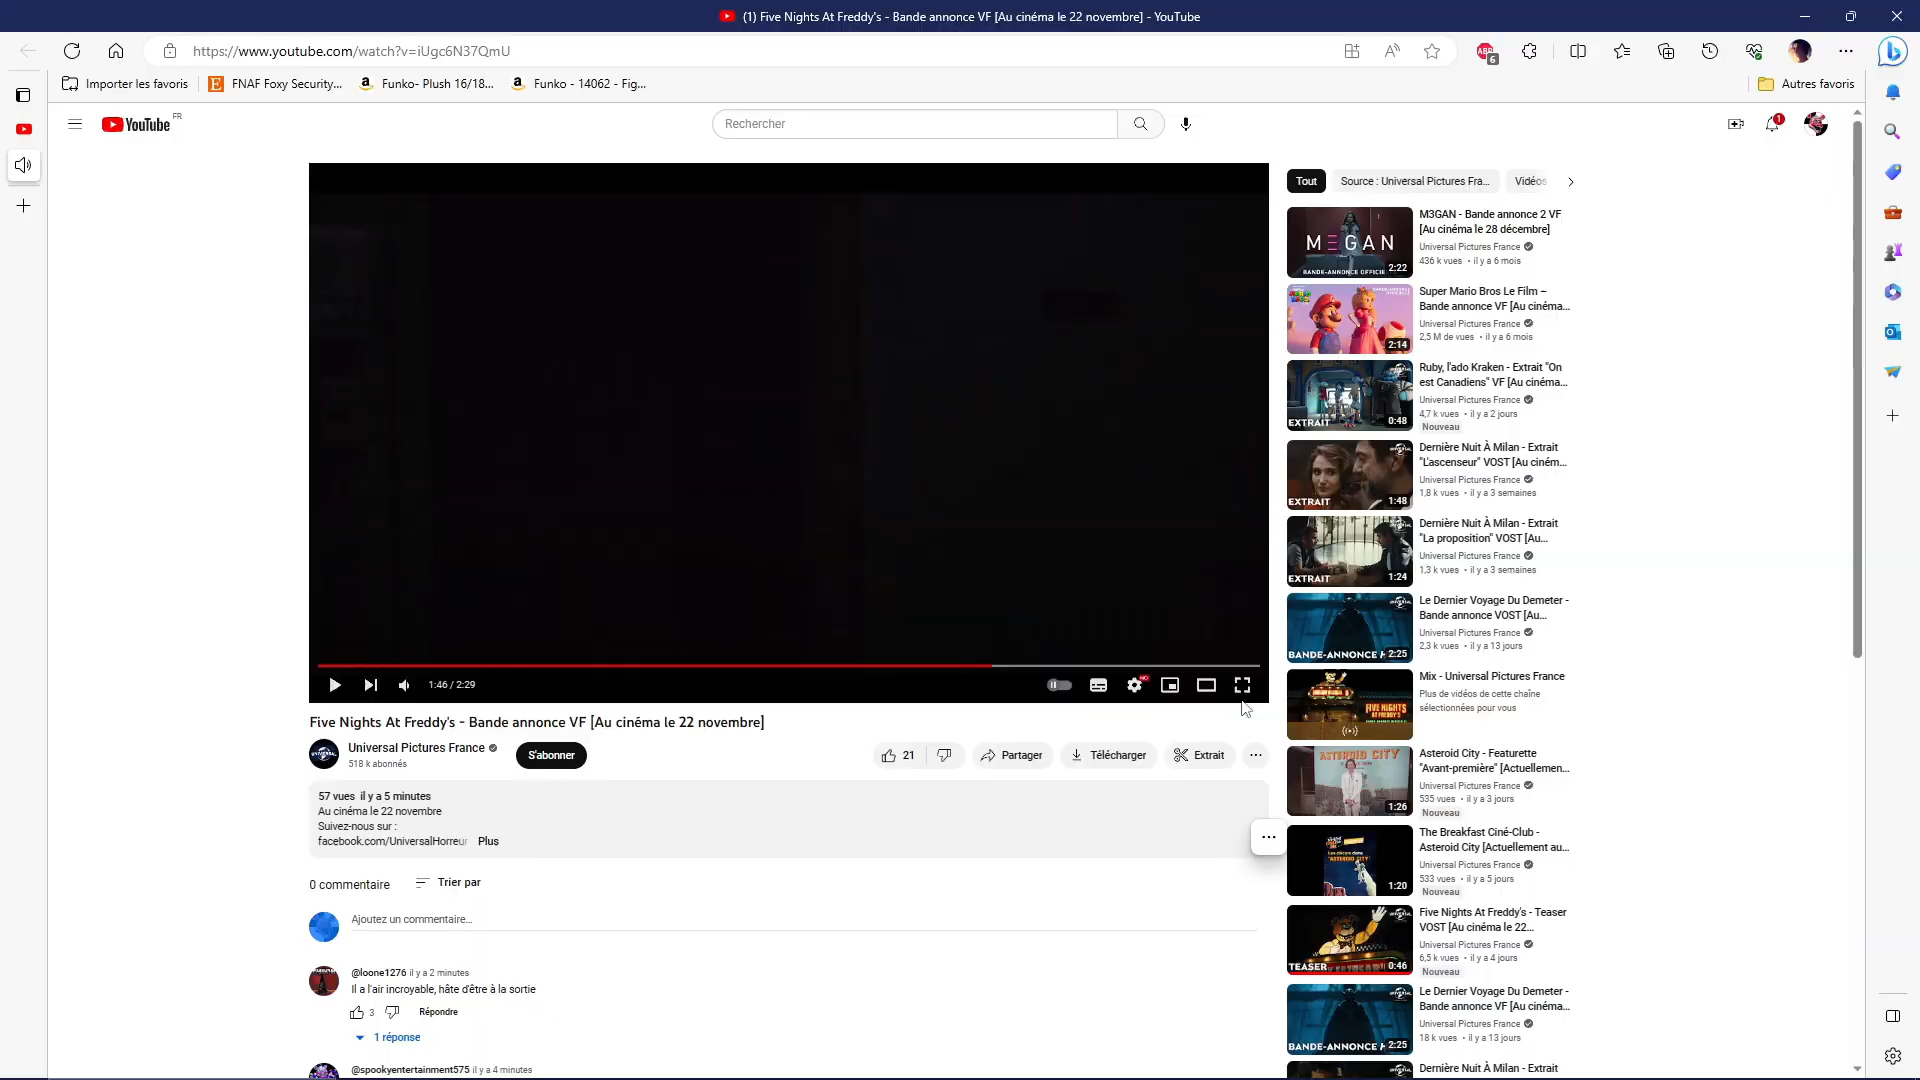 (1) Five Nights At Freddy's - Bande annonce VF [Au cinéma le 22 novembre] - YouTube
https://www.youtube.com/watch?v=iUgc6N37QmU
ABP
6
Importer les favoris
FNAF Foxy Security...
Funko- Plush 16/18...
Funko - 14062 - Fig...
Autres favoris
YouTube
FR
Rechercher
1
Tout
Source : Universal Pictures Fra...
Vidéos
M3GAN - Bande annonce 2 VF
[Au cinéma le 28 décembre]
Universal Pictures France
436 k vues • il y a 6 mois
MEGAN
BANDE-ANNONCE OFFICIE
2:22
Super Mario Bros Le Film –
Bande annonce VF [Au cinéma...
Universal Pictures France
2,5 M de vues • il y a 6 mois
2:14
Ruby, l'ado Kraken - Extrait "On
est Canadiens" VF [Au cinéma...
Universal Pictures France
4,7 k vues • il y a 2 jours
Nouveau
EXTRAIT
0:48
Dernière Nuit À Milan - Extrait
"L'ascenseur" VOST [Au ciném...
Universal Pictures France
1,8 k vues • il y a 3 semaines
EXTRAIT
1:48
Dernière Nuit À Milan - Extrait
"La proposition" VOST [Au...
Universal Pictures France
1,3 k vues • il y a 3 semaines
EXTRAIT
1:24
Le Dernier Voyage Du Demeter -
Bande annonce VOST [Au...
Universal Pictures France
2,3 k vues • il y a 13 jours
BANDE-ANNONCE
2:25
Mix - Universal Pictures France
Plus de vidéos de cette chaîne
sélectionnées pour vous
FIVE NIGHTS
AT FREDDY'S
Asteroid City - Featurette
"Avant-première" [Actuellemen...
Universal Pictures France
535 vues • il y a 3 jours
Nouveau
ASTEROID CITY
1:26
The Breakfast Ciné-Club -
Asteroid City [Actuellement au...
Universal Pictures France
533 vues • il y a 5 jours
Nouveau
"ASTEROID CITY"
1:20
Five Nights At Freddy's - Teaser
VOST [Au cinéma le 22...
Universal Pictures France
6,5 k vues • il y a 4 jours
Nouveau
TEASER
0:46
Le Dernier Voyage Du Demeter -
Bande annonce VF [Au cinéma...
Universal Pictures France
18 k vues • il y a 13 jours
BANDE-ANNONCE
2:25
Dernière Nuit À Milan - Extrait
1:46 / 2:29
HD
Five Nights At Freddy's - Bande annonce VF [Au cinéma le 22 novembre]
Universal Pictures France
518 k abonnés
S'abonner
21
Partager
Télécharger
Extrait
57 vues il y a 5 minutes
Au cinéma le 22 novembre
Suivez-nous sur :
facebook.com/UniversalHorreur
Plus
0 commentaire
Trier par
Ajoutez un commentaire...
@loone1276 il y a 2 minutes
Il a l'air incroyable, hâte d'être à la sortie
3
Répondre
1 réponse
@spookyentertainment575 il y a 4 minutes